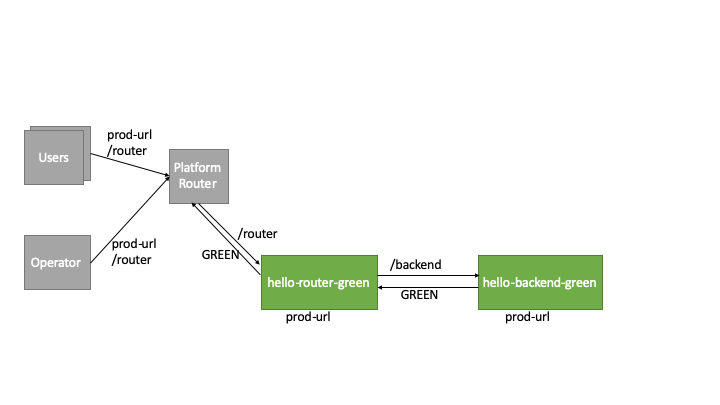 prod-url
/router
Users
Platform
Router
Operator
prod-url
/router
/router
GREEN
hello-router-green
prod-url
/backend
GREEN
hello-backend-green
prod-url